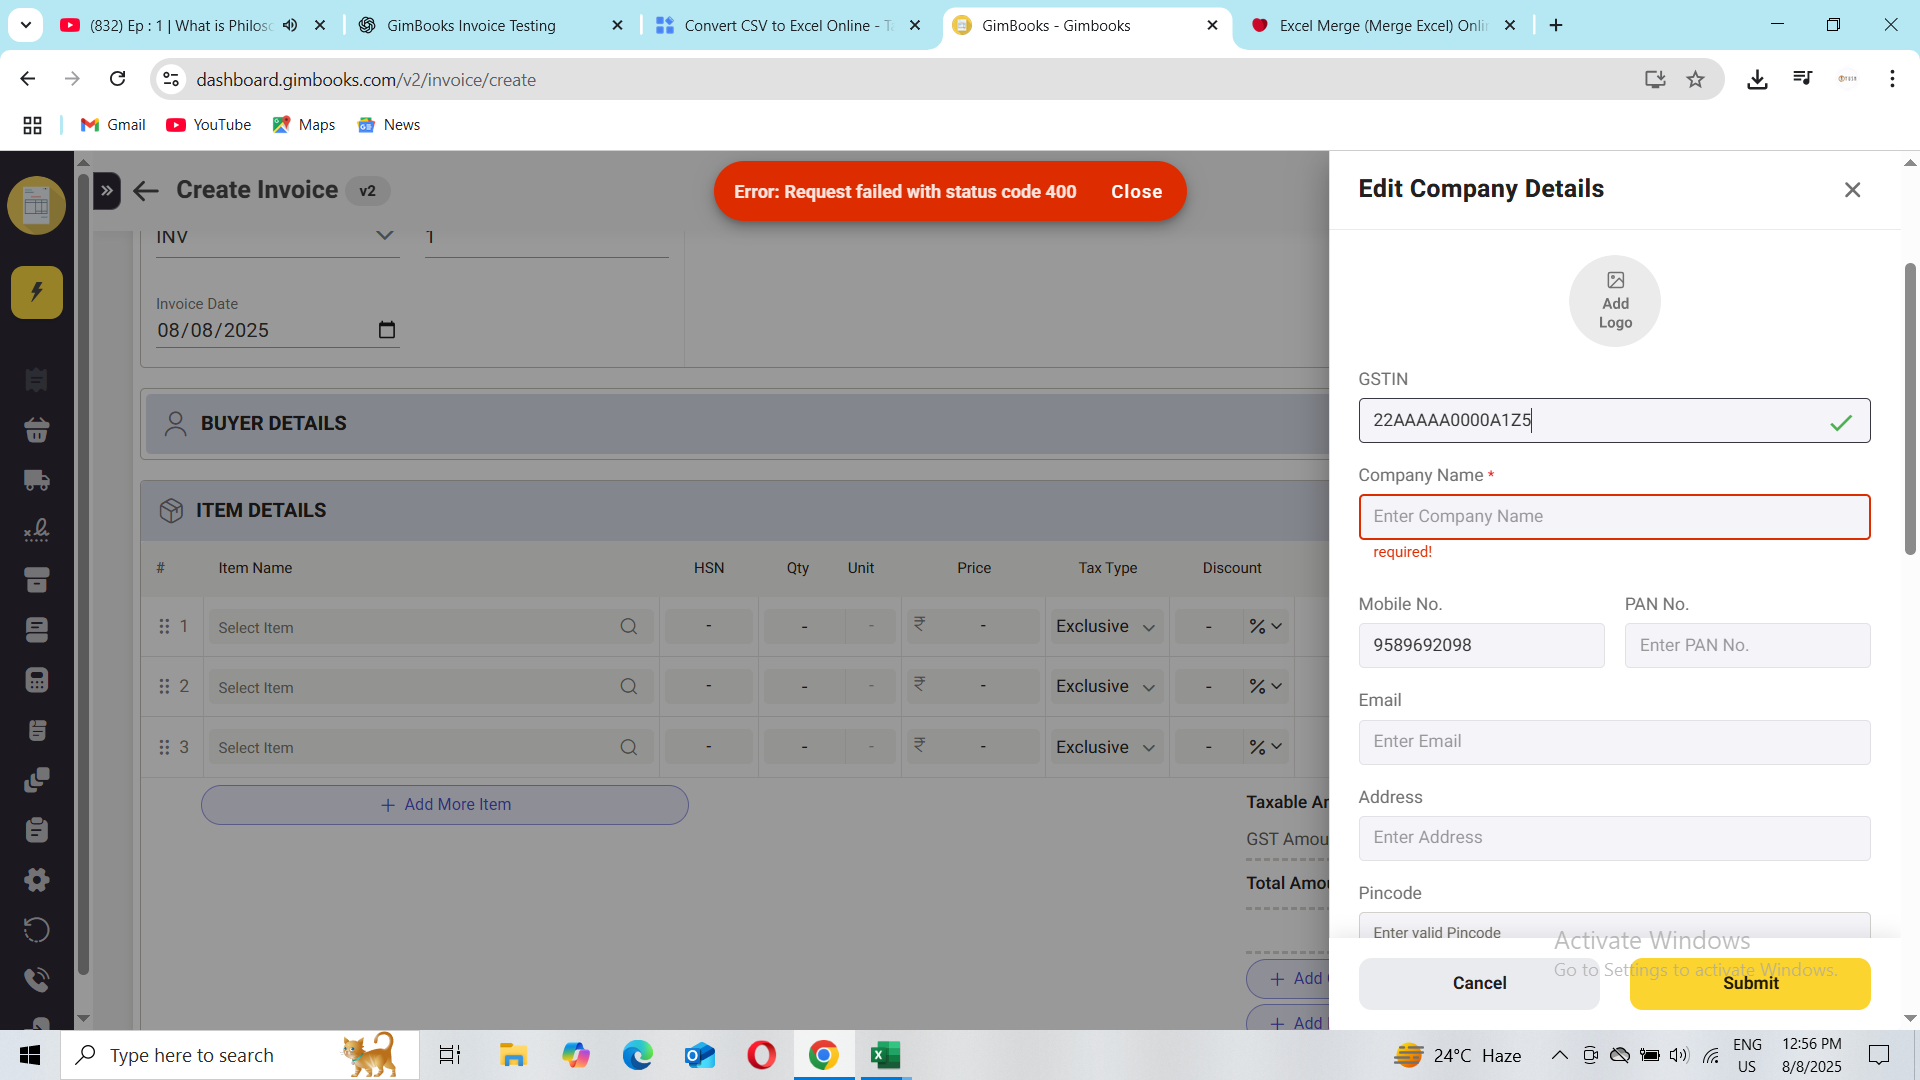 (832) Ep : 1 | What is Philosc
GimBooks Invoice Testing
Convert CSV to Excel Online - Ta
GimBooks - Gimbooks
Excel Merge (Merge Excel) Onlin
dashboard.gimbooks.com/v2/invoice/create
Gmail
YouTube
Maps
News
Create Invoice v2
Error: Request failed with status code 400 Close
INV
1
Invoice Date
08/08/2025
BUYER DETAILS
ITEM DETAILS
# Item Name HSN Qty Unit Price Tax Type Discount
1 Select Item - - - ₹ - Exclusive - %
2 Select Item - - - ₹ - Exclusive - %
3 Select Item - - - ₹ - Exclusive - %
+ Add More Item
Taxable Am
GST Amou
Total Amou
+ Add
+ Add
Edit Company Details
Add
Logo
GSTIN
22AAAAA0000A1Z5
Company Name *
Enter Company Name
required!
Mobile No. PAN No.
9589692098 Enter PAN No.
Email
Enter Email
Address
Enter Address
Pincode
Enter valid Pincode
Activate Windows
Go to Settings to activate Windows.
Cancel Submit
Type here to search
24°C Haze
ENG
US
12:56 PM
8/8/2025